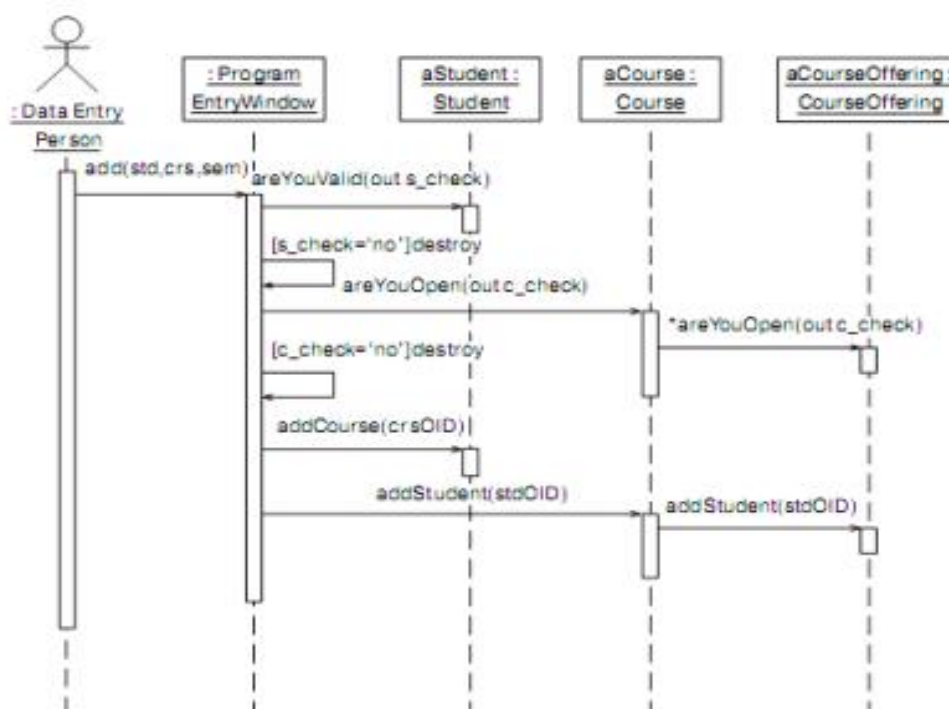 : Data Entry
Person
: Program
EntryWindow
aStudent :
Student
aCourse :
Course
aCourseOffering :
CourseOffering
add(std,crs,sem)
areYouValid(out s_check)
[s_check='no']destroy
areYouOpen(out c_check)
*areYouOpen(out c_check)
[c_check='no']destroy
addCourse(crsOID)
addStudent(stdOID)
addStudent(stdOID)